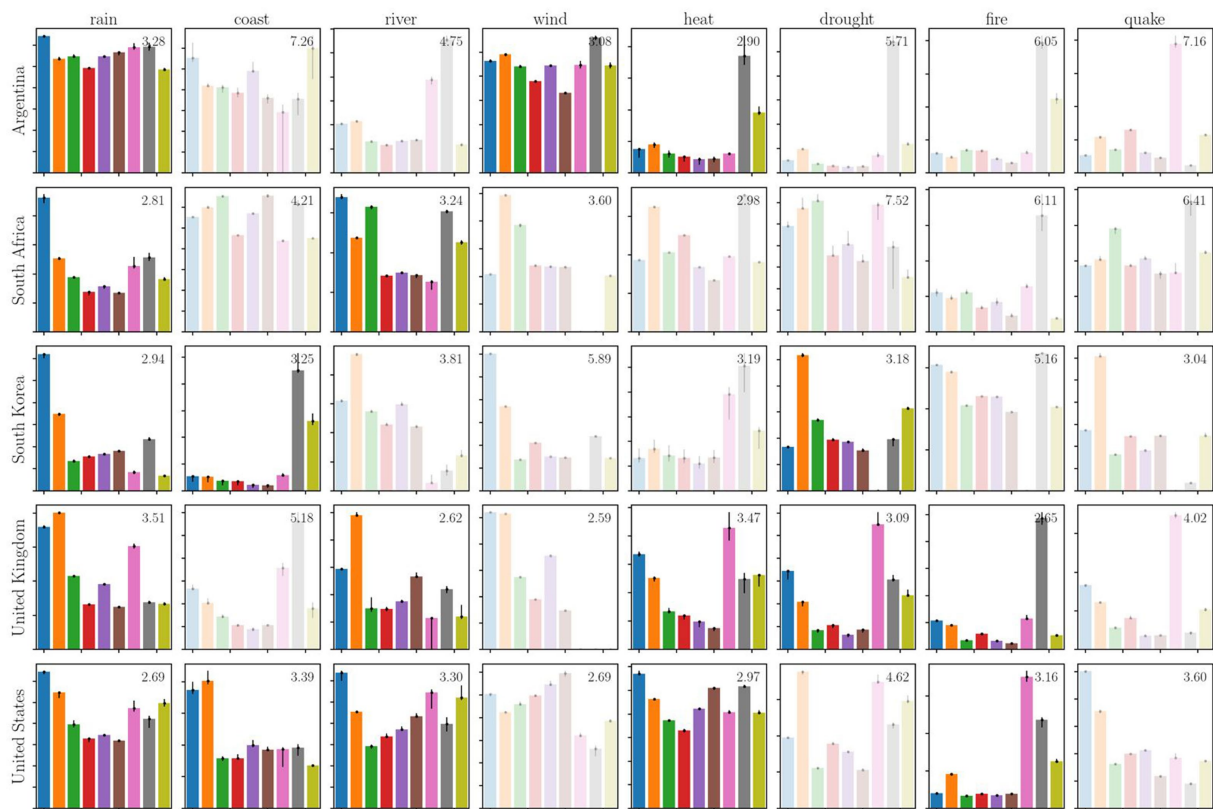 rain coast river wind heat drought fire quake
Argentina 3.28 7.26 4.75 3.08 2.90 5.71 6.05 7.16
South Africa 2.81 4.21 3.24 3.60 2.98 7.52 6.11 6.41
South Korea 2.94 3.25 3.81 5.89 3.19 3.18 5.16 3.04
United Kingdom 3.51 5.18 2.62 2.59 3.47 3.09 2.65 4.02
United States 2.69 3.39 3.30 2.69 2.97 4.62 3.16 3.60